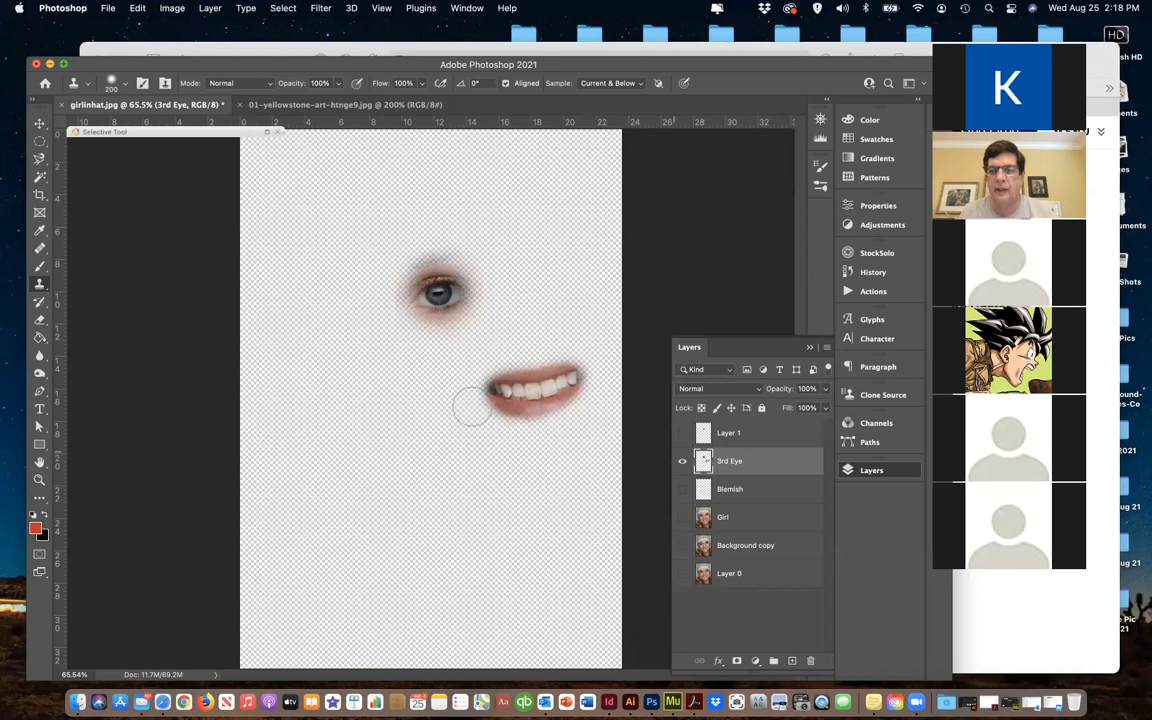 Photoshop File Edit Image Layer Type Select Filter 3D View Plugins Window Help
Wed Aug 25 2:18 PM
HD
Adobe Photoshop 2021
200 Mode: Normal Opacity: 100% Flow: 100% 0° Aligned Sample: Current & Below
girlinhat.jpg @ 65.5% (3rd Eye, RGB/8) * 01-yellowstone-art-htnge9.jpg @ 200% (RGB/8#)
Selective Tool
K
Color
Swatches
Gradients
Patterns
Properties
Adjustments
StockSolo
History
Actions
Glyphs
Character
Paragraph
Clone Source
Channels
Paths
Layers
Layers
Kind
Normal Opacity: 100%
Lock: Fill: 100%
Layer 1
3rd Eye
Blemish
Girl
Background copy
Layer 0
65.54% Doc: 11.7M/69.2M